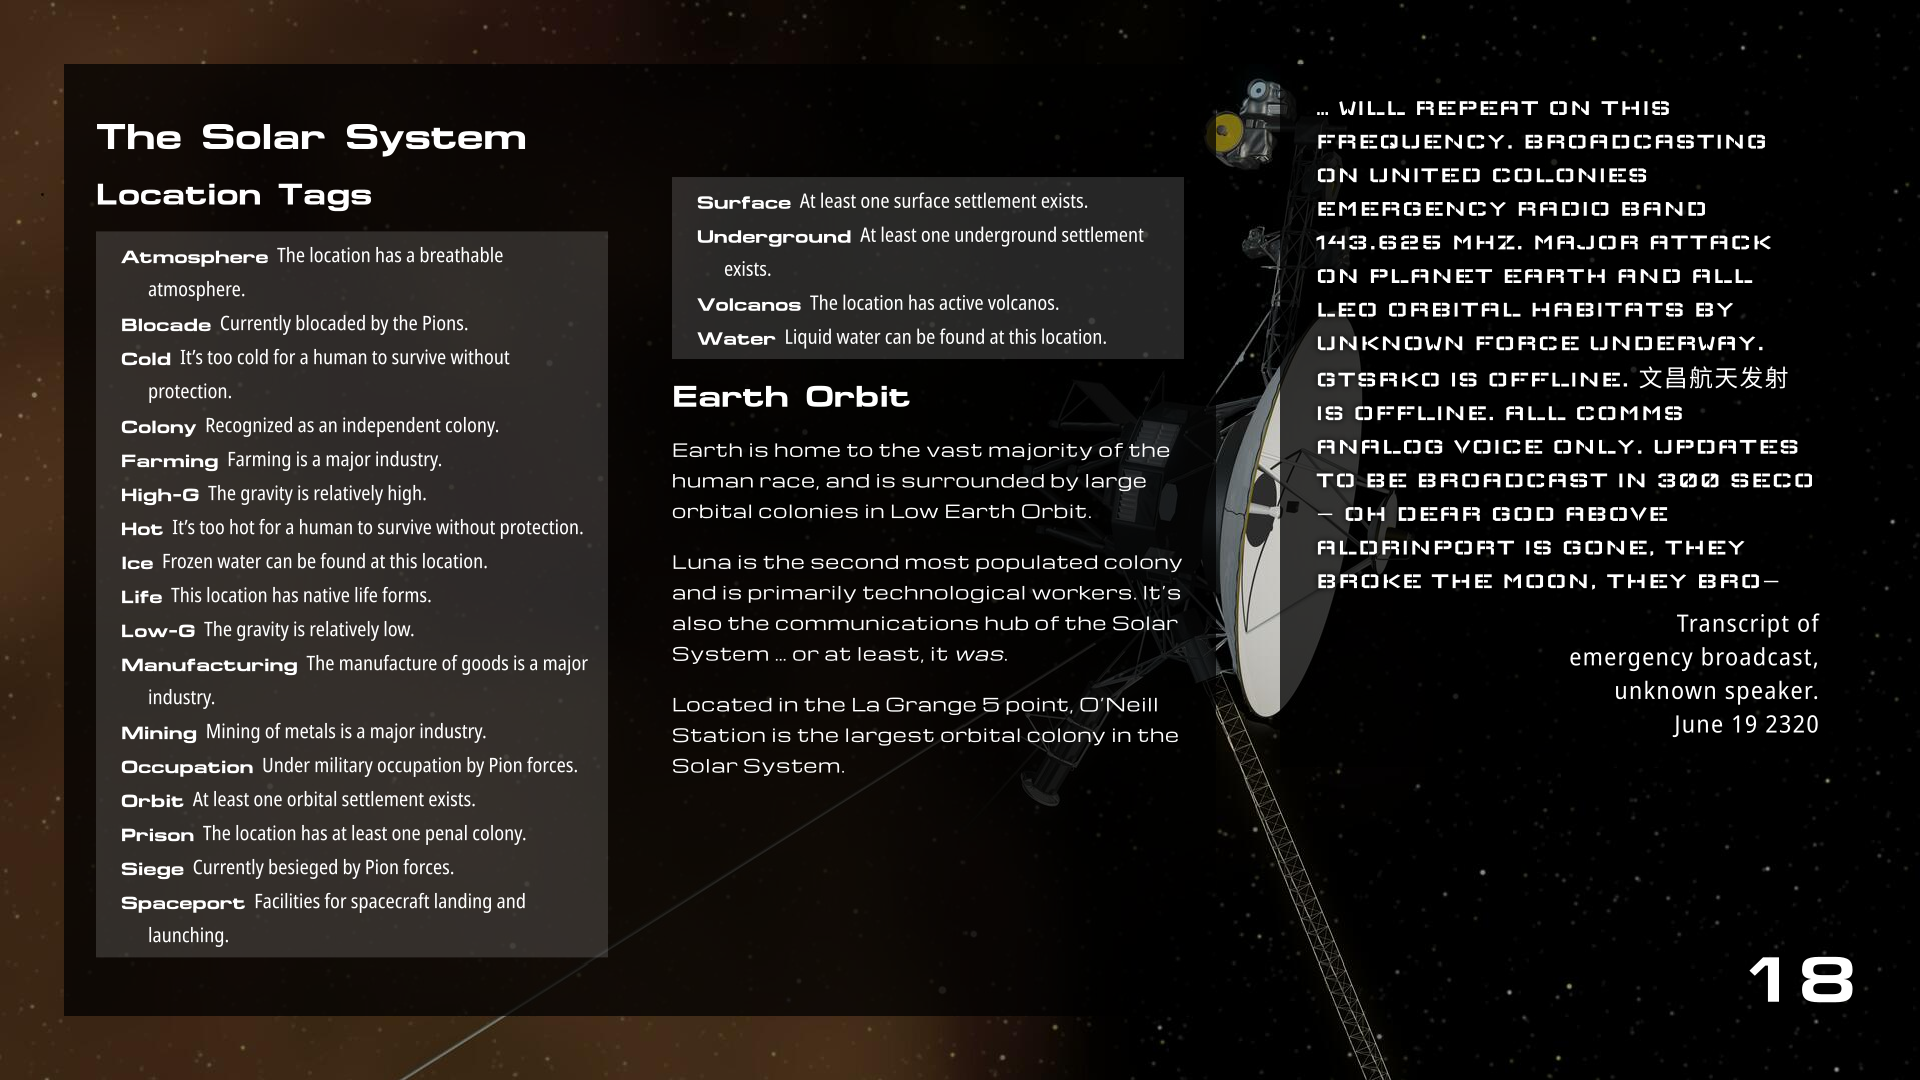 The Solar System
Location Tags
Atmosphere The location has a breathable
atmosphere.
Blocade Currently blocaded by the Pions.
Cold It’s too cold for a human to survive without
protection.
Colony Recognized as an independent colony.
Farming Farming is a major industry.
High-G The gravity is relatively high.
Hot It’s too hot for a human to survive without protection.
Ice Frozen water can be found at this location.
Life This location has native life forms.
Low-G The gravity is relatively low.
Manufacturing The manufacture of goods is a major
industry.
Mining Mining of metals is a major industry.
Occupation Under military occupation by Pion forces.
Orbit At least one orbital settlement exists.
Prison The location has at least one penal colony.
Siege Currently besieged by Pion forces.
Spaceport Facilities for spacecraft landing and
launching.
Surface At least one surface settlement exists.
Underground At least one underground settlement
exists.
Volcanos The location has active volcanos.
Water Liquid water can be found at this location.
Earth Orbit
Earth is home to the vast majority of the
human race, and is surrounded by large
orbital colonies in Low Earth Orbit.
Luna is the second most populated colony
and is primarily technological workers. It’s
also the communications hub of the Solar
System … or at least, it was.
Located in the La Grange 5 point, O’Neill
Station is the largest orbital colony in the
Solar System.
… WILL REPEAT ON THIS
FREQUENCY. BROADCASTING
ON UNITED COLONIES
EMERGENCY RADIO BAND
143.625 MHZ. MAJOR ATTACK
ON PLANET EARTH AND ALL
LEO ORBITAL HABITATS BY
UNKNOWN FORCE UNDERWAY.
GTSRKO IS OFFLINE. 文昌航天发射
IS OFFLINE. ALL COMMS
ANALOG VOICE ONLY. UPDATES
TO BE BROADCAST IN 300 SECO
– OH DEAR GOD ABOVE
ALDRINPORT IS GONE, THEY
BROKE THE MOON, THEY BRO—
Transcript of
emergency broadcast,
unknown speaker.
June 19 2320
18